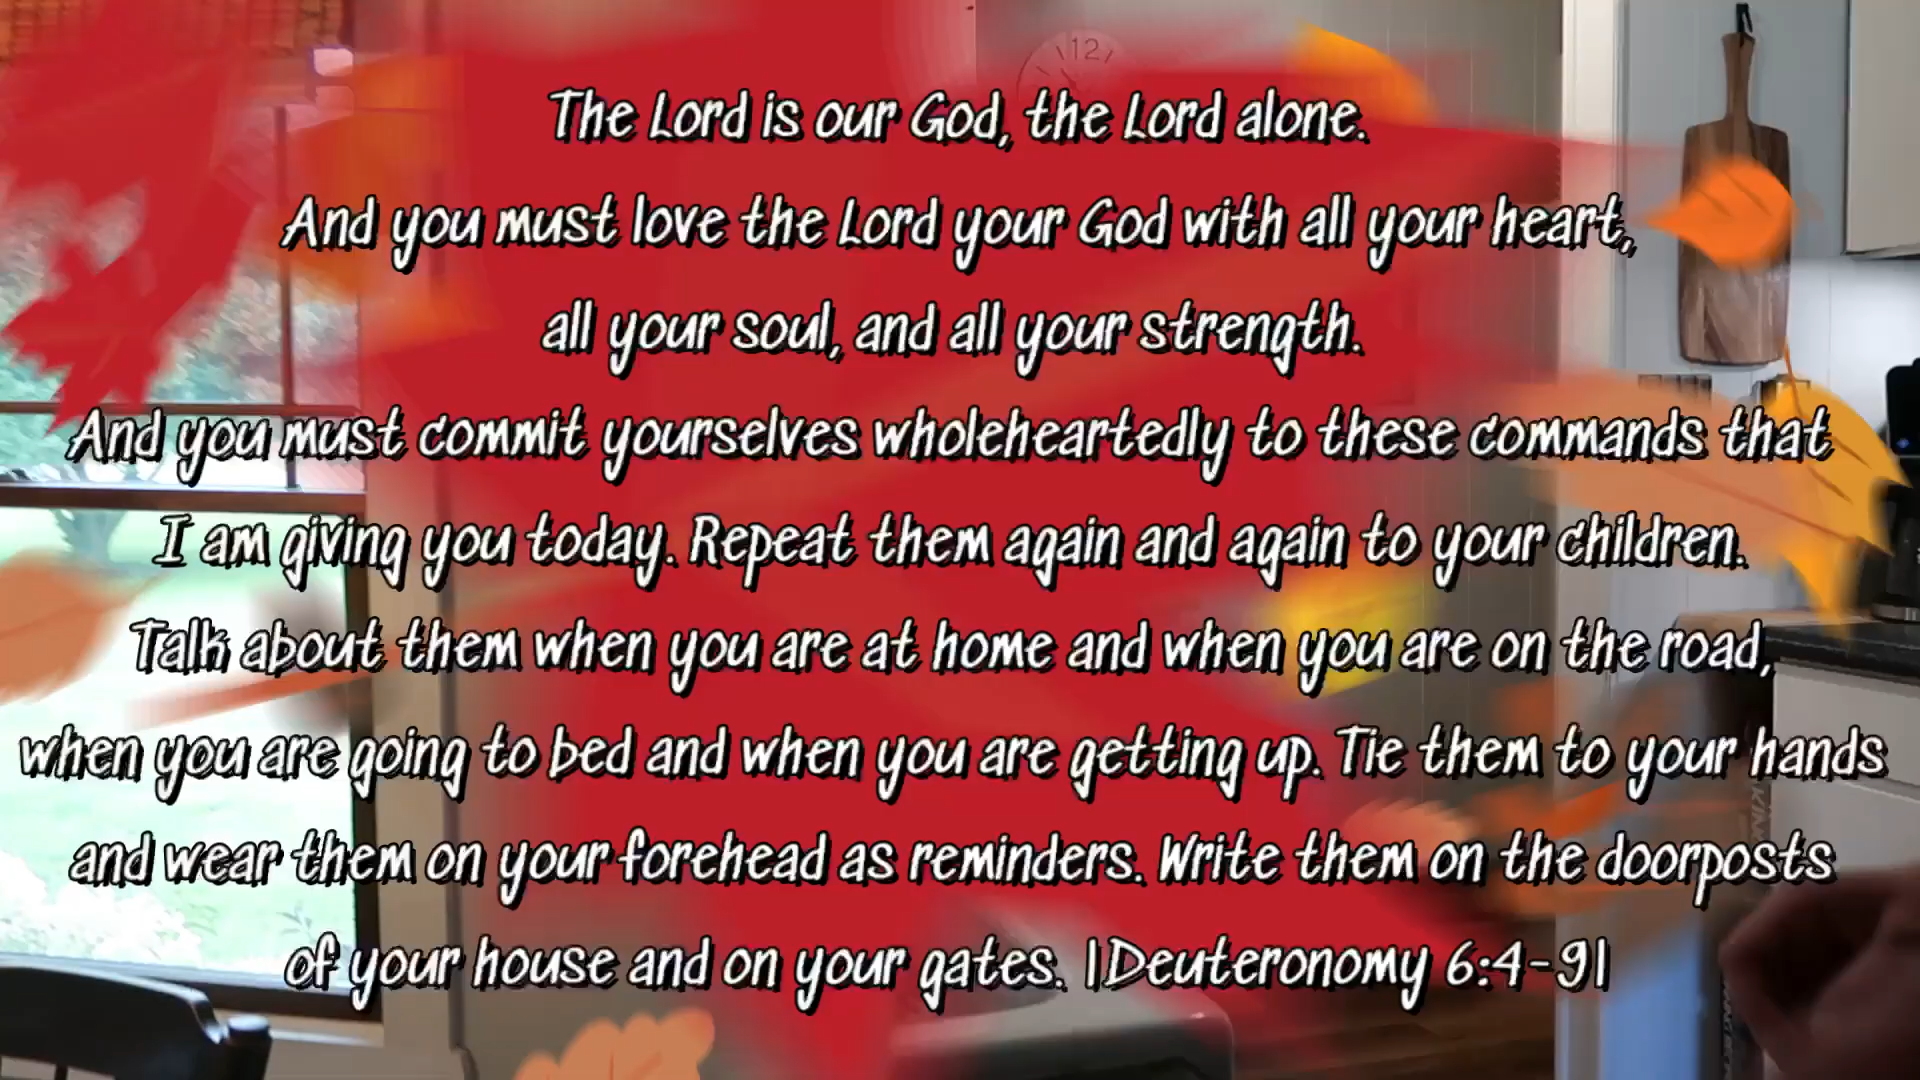 The Lord is our God, the Lord alone.
And you must love the Lord your God with all your heart,
all your soul, and all your strength.
And you must commit yourselves wholeheartedly to these commands that
I am giving you today. Repeat them again and again to your children.
Talk about them when you are at home and when you are on the road,
when you are going to bed and when you are getting up. Tie them to your hands
and wear them on your forehead as reminders. Write them on the doorposts
of your house and on your gates. |Deuteronomy 6:4-9|
12